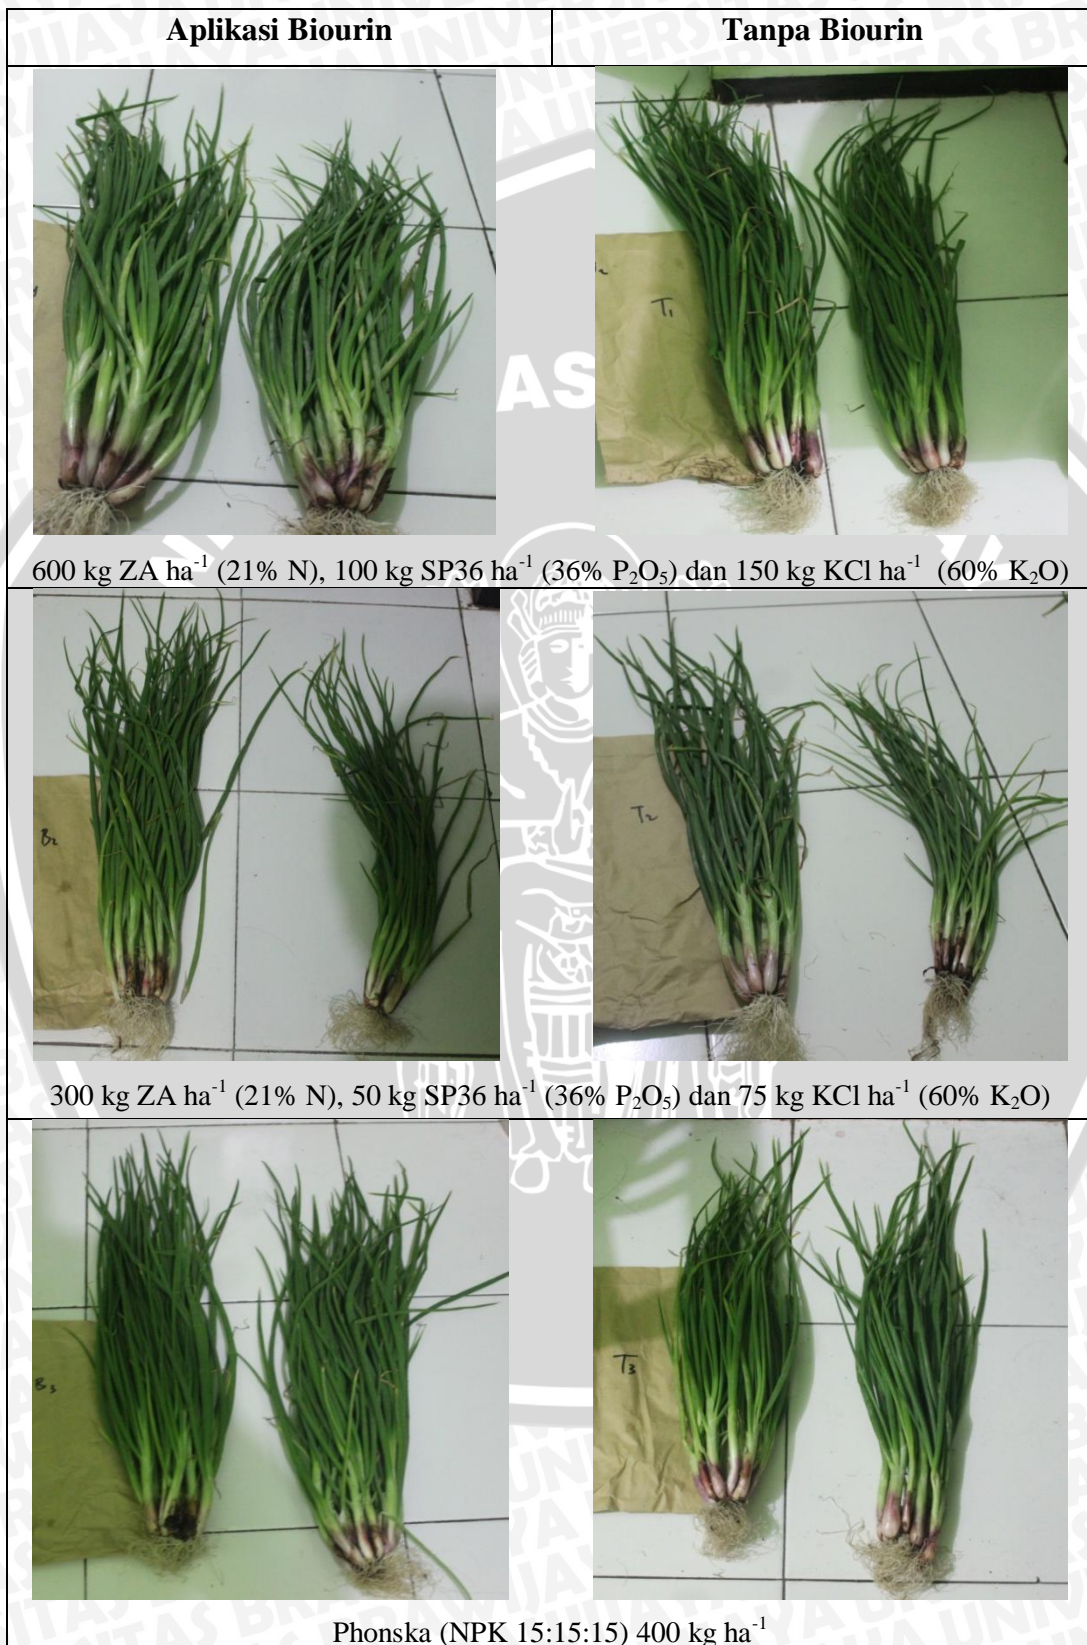 Aplikasi Biourin
Tanpa Biourin
T₁
600 kg ZA ha⁻¹ (21% N), 100 kg SP36 ha⁻¹ (36% P₂O₅) dan 150 kg KCl ha⁻¹ (60% K₂O)
B₂
T₂
300 kg ZA ha⁻¹ (21% N), 50 kg SP36 ha⁻¹ (36% P₂O₅) dan 75 kg KCl ha⁻¹ (60% K₂O)
B₃
T₃
Phonska (NPK 15:15:15) 400 kg ha⁻¹